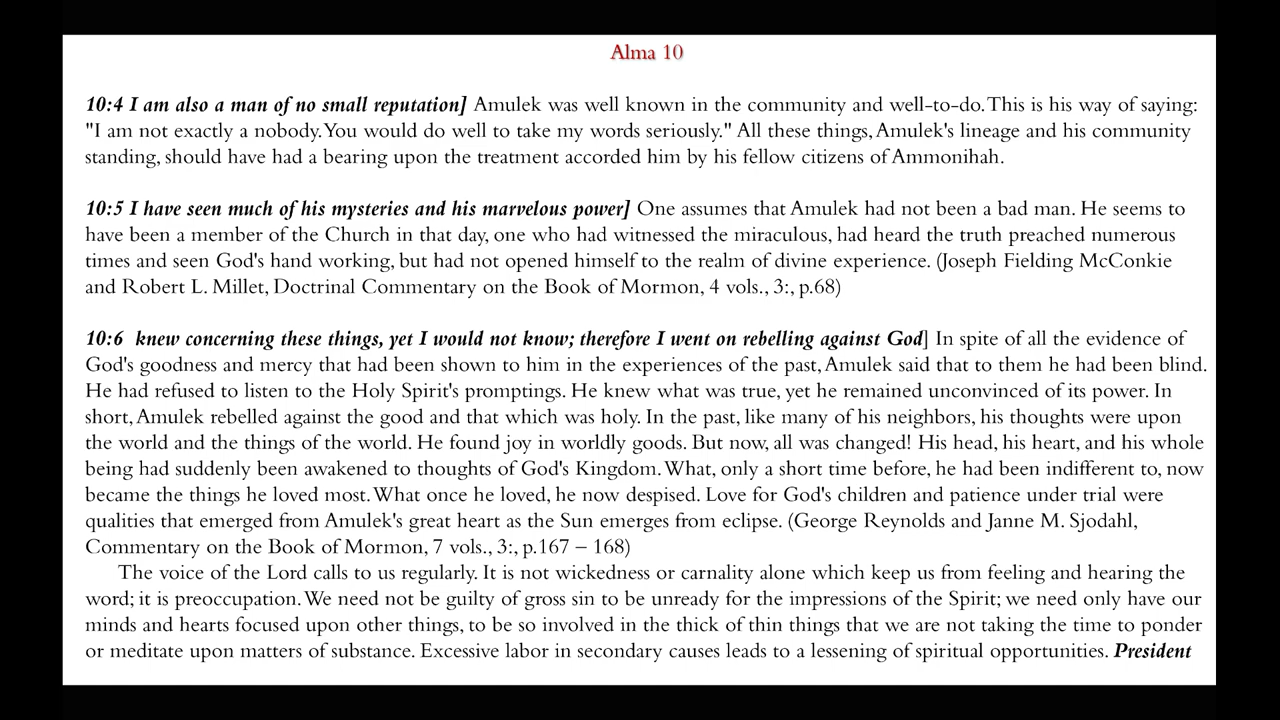 Alma 10
10:4 I am also a man of no small reputation] Amulek was well known in the community and well-to-do. This is his way of saying:
"I am not exactly a nobody. You would do well to take my words seriously." All these things, Amulek's lineage and his community
standing, should have had a bearing upon the treatment accorded him by his fellow citizens of Ammonihah.
10:5 I have seen much of his mysteries and his marvelous power] One assumes that Amulek had not been a bad man. He seems to
have been a member of the Church in that day, one who had witnessed the miraculous, had heard the truth preached numerous
times and seen God's hand working, but had not opened himself to the realm of divine experience. (Joseph Fielding McConkie
and Robert L. Millet, Doctrinal Commentary on the Book of Mormon, 4 vols., 3:, p.68)
10:6 knew concerning these things, yet I would not know; therefore I went on rebelling against God] In spite of all the evidence of
God's goodness and mercy that had been shown to him in the experiences of the past, Amulek said that to them he had been blind.
He had refused to listen to the Holy Spirit's promptings. He knew what was true, yet he remained unconvinced of its power. In
short, Amulek rebelled against the good and that which was holy. In the past, like many of his neighbors, his thoughts were upon
the world and the things of the world. He found joy in worldly goods. But now, all was changed! His head, his heart, and his whole
being had suddenly been awakened to thoughts of God's Kingdom. What, only a short time before, he had been indifferent to, now
became the things he loved most. What once he loved, he now despised. Love for God's children and patience under trial were
qualities that emerged from Amulek's great heart as the Sun emerges from eclipse. (George Reynolds and Janne M. Sjodahl,
Commentary on the Book of Mormon, 7 vols., 3:, p.167 – 168)
The voice of the Lord calls to us regularly. It is not wickedness or carnality alone which keep us from feeling and hearing the
word; it is preoccupation. We need not be guilty of gross sin to be unready for the impressions of the Spirit; we need only have our
minds and hearts focused upon other things, to be so involved in the thick of thin things that we are not taking the time to ponder
or meditate upon matters of substance. Excessive labor in secondary causes leads to a lessening of spiritual opportunities. President